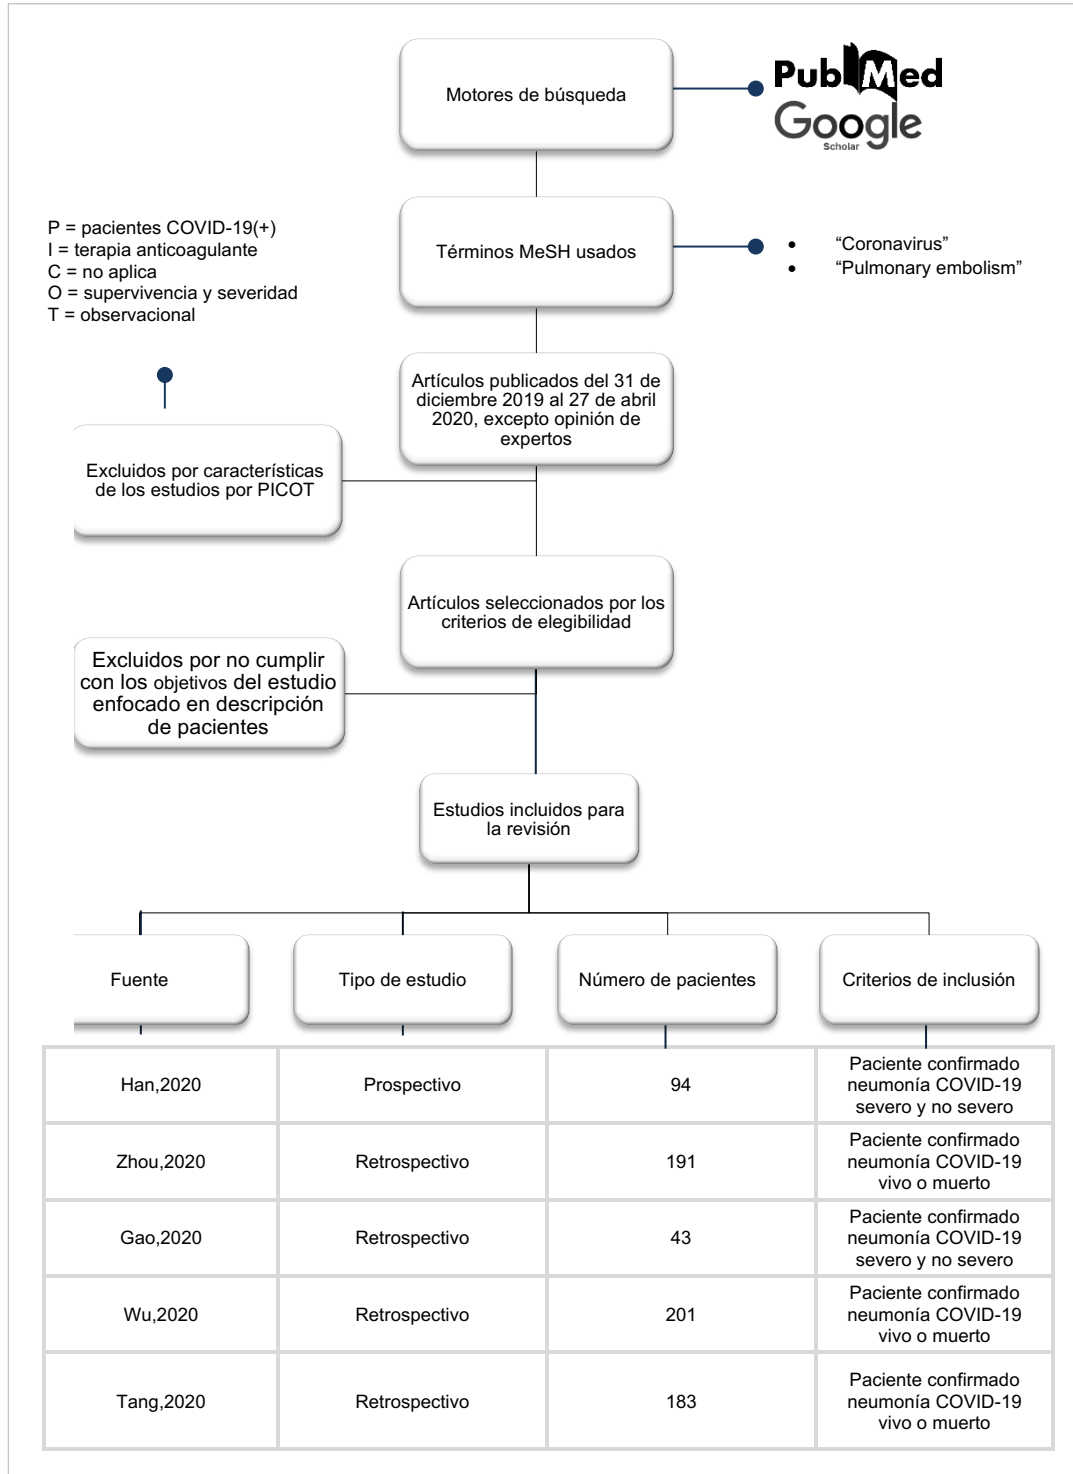 Motores de búsqueda
PubMed
Google
Scholar
P = pacientes COVID-19(+)
I = terapia anticoagulante
C = no aplica
O = supervivencia y severidad
T = observacional
Términos MeSH usados
• “Coronavirus”
• “Pulmonary embolism”
Artículos publicados del 31 de
diciembre 2019 al 27 de abril
2020, excepto opinión de
expertos
Excluidos por características
de los estudios por PICOT
Artículos seleccionados por los
criterios de elegibilidad
Excluidos por no cumplir
con los objetivos del estudio
enfocado en descripción
de pacientes
Estudios incluidos para
la revisión
Fuente
Tipo de estudio
Número de pacientes
Criterios de inclusión
Han,2020
Prospectivo
94
Paciente confirmado
neumonía COVID-19
severo y no severo
Zhou,2020
Retrospectivo
191
Paciente confirmado
neumonía COVID-19
vivo o muerto
Gao,2020
Retrospectivo
43
Paciente confirmado
neumonía COVID-19
severo y no severo
Wu,2020
Retrospectivo
201
Paciente confirmado
neumonía COVID-19
vivo o muerto
Tang,2020
Retrospectivo
183
Paciente confirmado
neumonía COVID-19
vivo o muerto